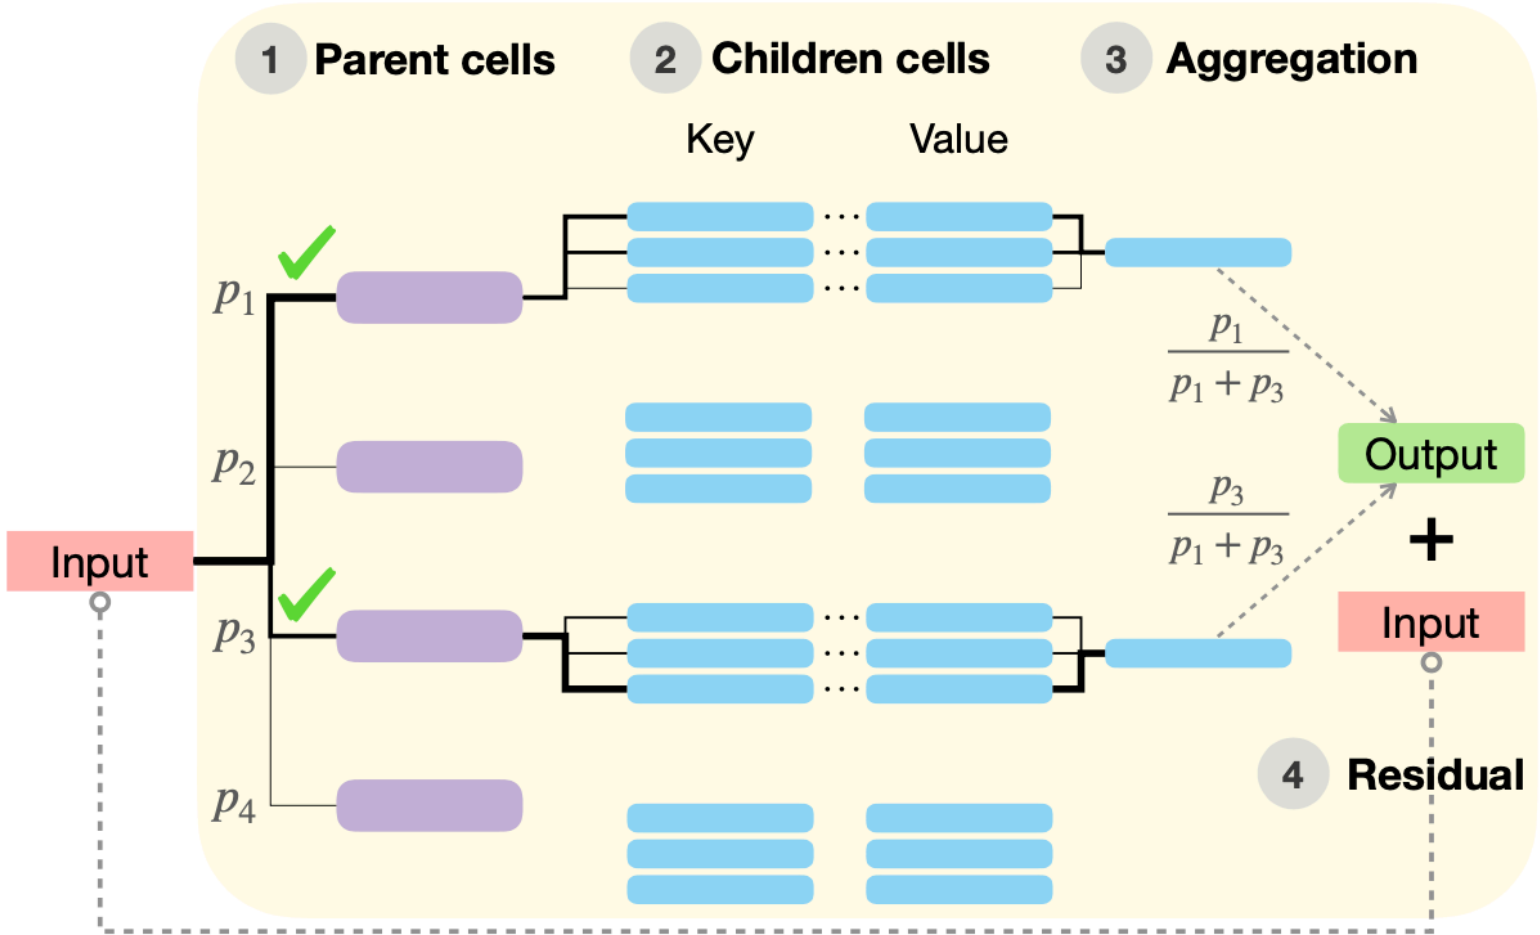 1 Parent cells
2 Children cells
3 Aggregation
Key
Value
p1
p2
p3
p4
Input
...
...
...
...
...
...
p1
p1 + p3
p3
p1 + p3
Output
+
Input
4 Residual